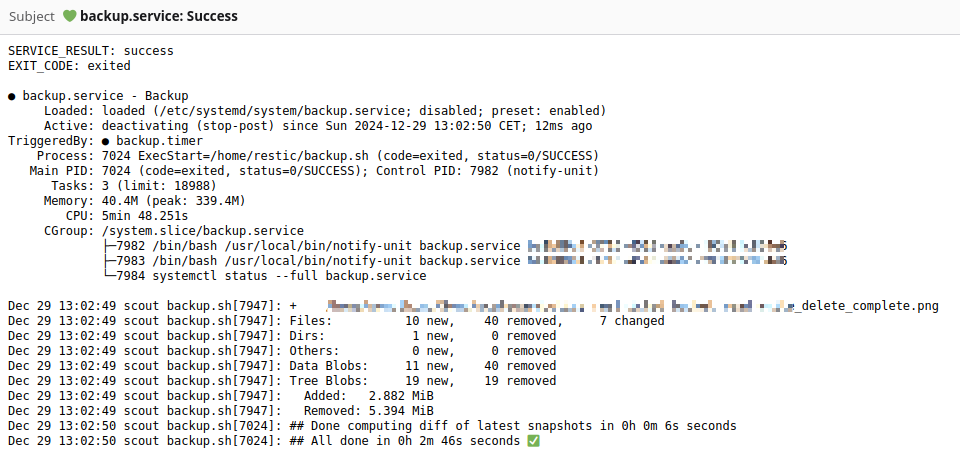 Subject 💚 backup.service: Success
SERVICE_RESULT: success
EXIT_CODE: exited
● backup.service - Backup
Loaded: loaded (/etc/systemd/system/backup.service; disabled; preset: enabled)
Active: deactivating (stop-post) since Sun 2024-12-29 13:02:50 CET; 12ms ago
TriggeredBy: ● backup.timer
Process: 7024 ExecStart=/home/restic/backup.sh (code=exited, status=0/SUCCESS)
Main PID: 7024 (code=exited, status=0/SUCCESS); Control PID: 7982 (notify-unit)
Tasks: 3 (limit: 18988)
Memory: 40.4M (peak: 339.4M)
CPU: 5min 48.251s
CGroup: /system.slice/backup.service
├─7982 /bin/bash /usr/local/bin/notify-unit backup.service
├─7983 /bin/bash /usr/local/bin/notify-unit backup.service
└─7984 systemctl status --full backup.service
Dec 29 13:02:49 scout backup.sh[7947]: + _delete_complete.png
Dec 29 13:02:49 scout backup.sh[7947]: Files: 10 new, 40 removed, 7 changed
Dec 29 13:02:49 scout backup.sh[7947]: Dirs: 1 new, 0 removed
Dec 29 13:02:49 scout backup.sh[7947]: Others: 0 new, 0 removed
Dec 29 13:02:49 scout backup.sh[7947]: Data Blobs: 11 new, 40 removed
Dec 29 13:02:49 scout backup.sh[7947]: Tree Blobs: 19 new, 19 removed
Dec 29 13:02:49 scout backup.sh[7947]: Added: 2.882 MiB
Dec 29 13:02:49 scout backup.sh[7947]: Removed: 5.394 MiB
Dec 29 13:02:50 scout backup.sh[7024]: ## Done computing diff of latest snapshots in 0h 0m 6s seconds
Dec 29 13:02:50 scout backup.sh[7024]: ## All done in 0h 2m 46s seconds ✅